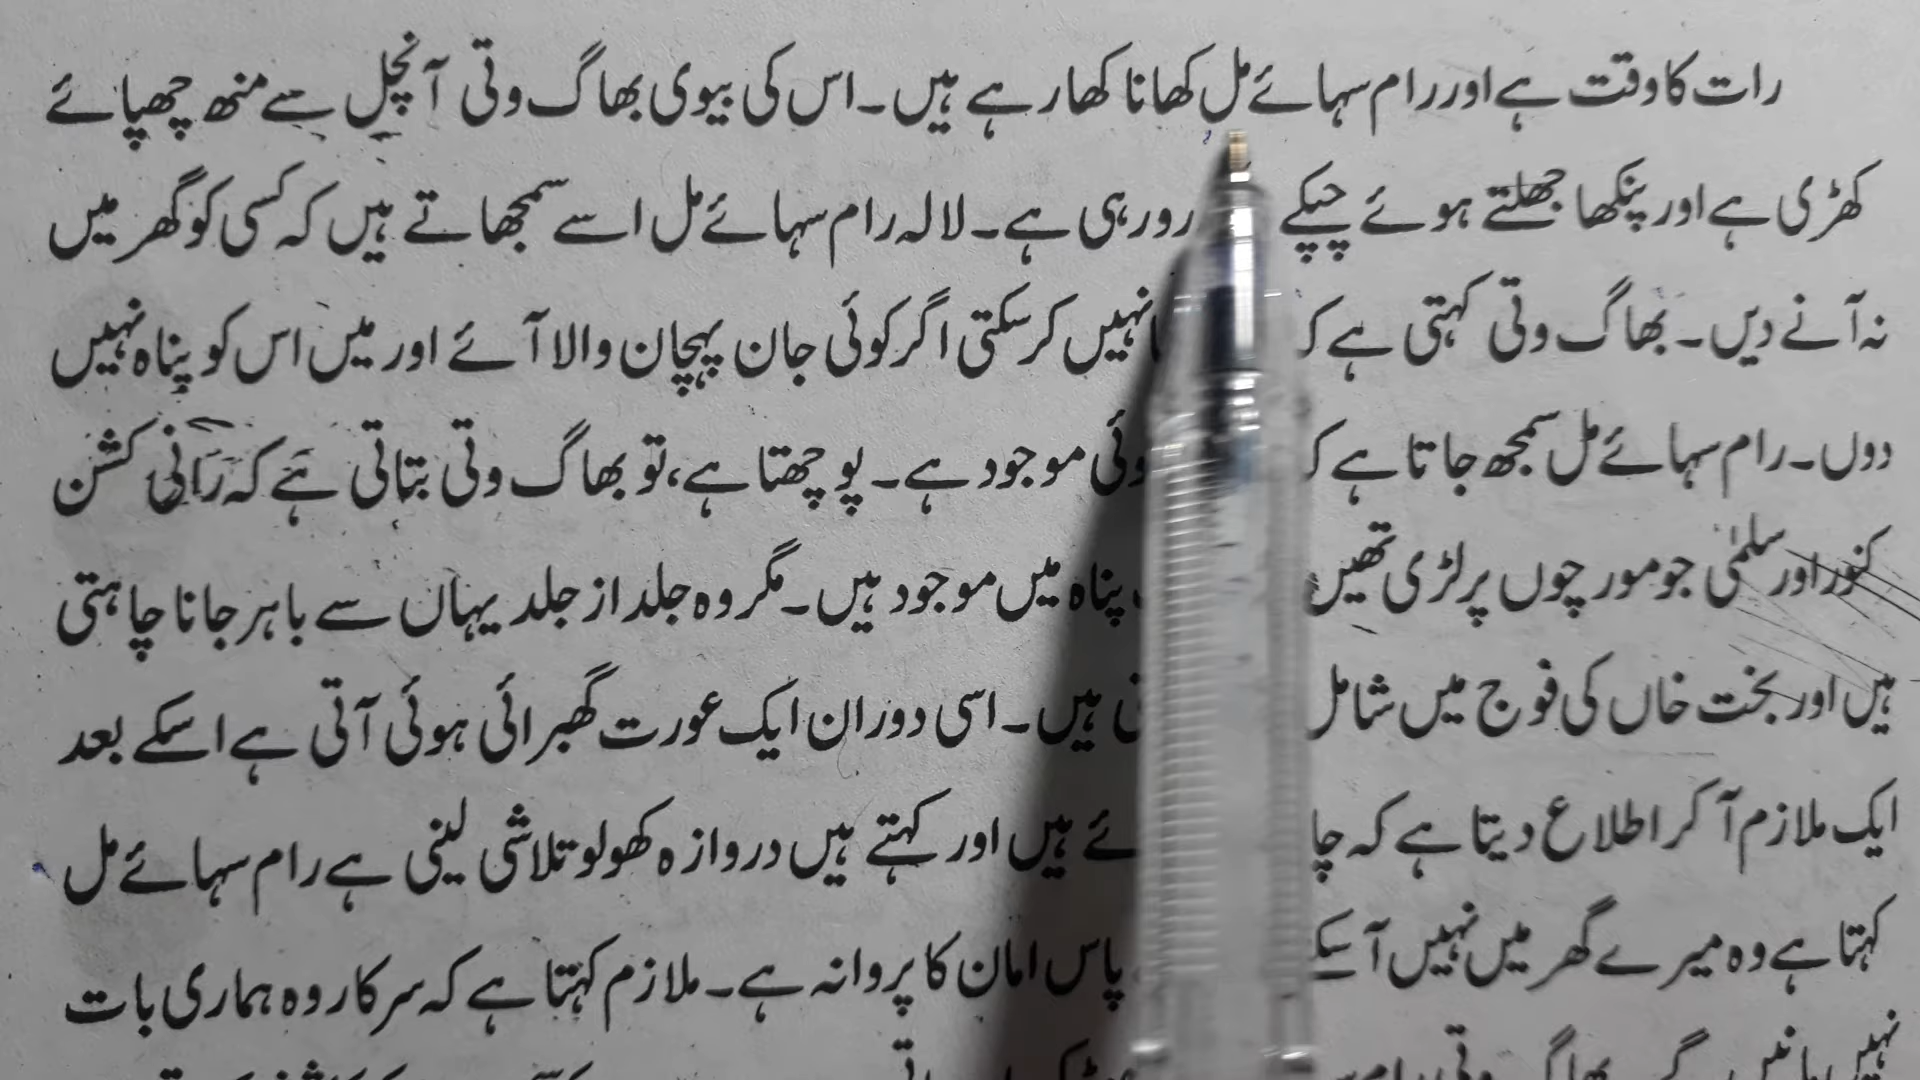 رات کا وقت ہے اور رام سہائے مل کھانا کھا رہے ہیں۔ اس کی بیوی بھاگ وتی آنچل سے منھ چھپائے
کھڑی ہے اور پنکھا جھلتے ہوئے چپکے رو رہی ہے۔ لالہ رام سہائے مل اسے سمجھاتے ہیں کہ کسی کو گھر میں
نہ آنے دیں۔ بھاگ وتی کہتی ہے نہیں کر سکتی اگر کوئی جان پہچان والا آئے اور میں اس کو پناہ نہیں
دوں۔ رام سہائے مل سمجھ جاتا ہے موجود ہے۔ پوچھتا ہے، تو بھاگ وتی بتاتی ہے کہ رانی کشن
کنور اور سلمٰی جو مورچوں پر لڑی تھیں پناہ میں موجود ہیں۔ مگر وہ جلد از جلد یہاں سے باہر جانا چاہتی
ہیں اور بخت خاں کی فوج میں شامل ہیں۔ اسی دوران ایک عورت گھبرائی ہوئی آتی ہے اسکے بعد
ایک ملازم آ کر اطلاع دیتا ہے کہ ہیں اور کہتے ہیں دروازہ کھولو تلاشی لینی ہے رام سہائے مل
کہتا ہے وہ میرے گھر میں نہیں آسکے پاس امان کا پروانہ ہے۔ ملازم کہتا ہے کہ سرکار وہ ہماری بات
نہیں